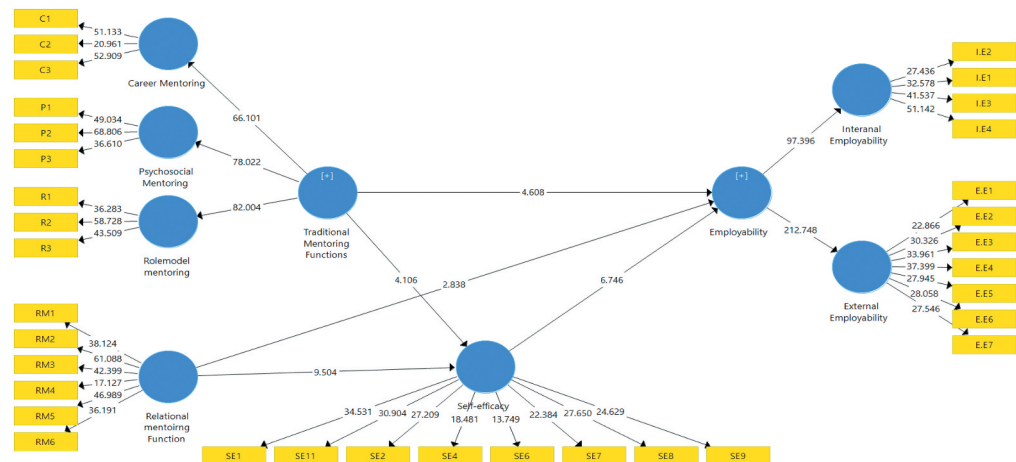 C1
C2
C3
51.133
20.961
52.909
Career Mentoring
P1
P2
P3
49.034
68.806
36.610
Psychosocial
Mentoring
R1
R2
R3
36.283
58.728
43.509
Rolemodel
mentoring
66.101
78.022
82.004
[+]
Traditional
Mentoring
Functions
4.608
4.106
2.838
6.746
9.504
RM1
RM2
RM3
RM4
RM5
RM6
38.124
61.088
42.399
17.127
46.989
36.191
Relational
mentoirng
Function
Self-efficacy
34.531
30.904
27.209
18.481
13.749
22.384
27.650
24.629
SE1
SE11
SE2
SE4
SE6
SE7
SE8
SE9
[+]
Employability
97.396
212.748
Interanal
Employability
27.436
32.578
41.537
51.142
I.E2
I.E1
I.E3
I.E4
External
Employability
22.866
30.326
33.961
37.399
27.945
28.058
27.546
E.E1
E.E2
E.E3
E.E4
E.E5
E.E6
E.E7